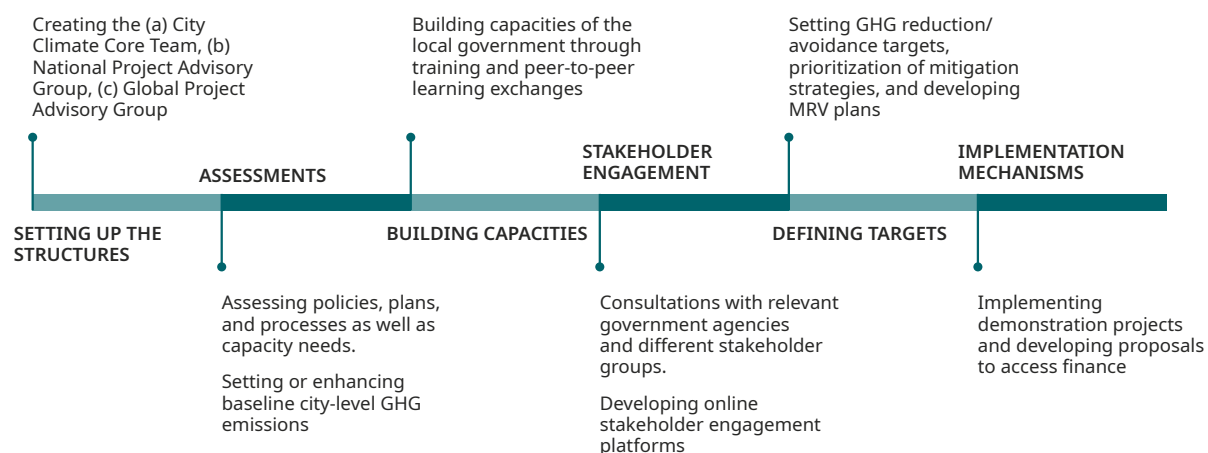 Creating the (a) City
Climate Core Team, (b)
National Project Advisory
Group, (c) Global Project
Advisory Group
Building capacities of the
local government through
training and peer-to-peer
learning exchanges
Setting GHG reduction/
avoidance targets,
prioritization of mitigation
strategies, and developing
MRV plans
ASSESSMENTS
STAKEHOLDER
ENGAGEMENT
IMPLEMENTATION
MECHANISMS
SETTING UP THE
STRUCTURES
BUILDING CAPACITIES
DEFINING TARGETS
Assessing policies, plans,
and processes as well as
capacity needs.
Setting or enhancing
baseline city-level GHG
emissions
Consultations with relevant
government agencies
and different stakeholder
groups.
Developing online
stakeholder engagement
platforms
Implementing
demonstration projects
and developing proposals
to access finance